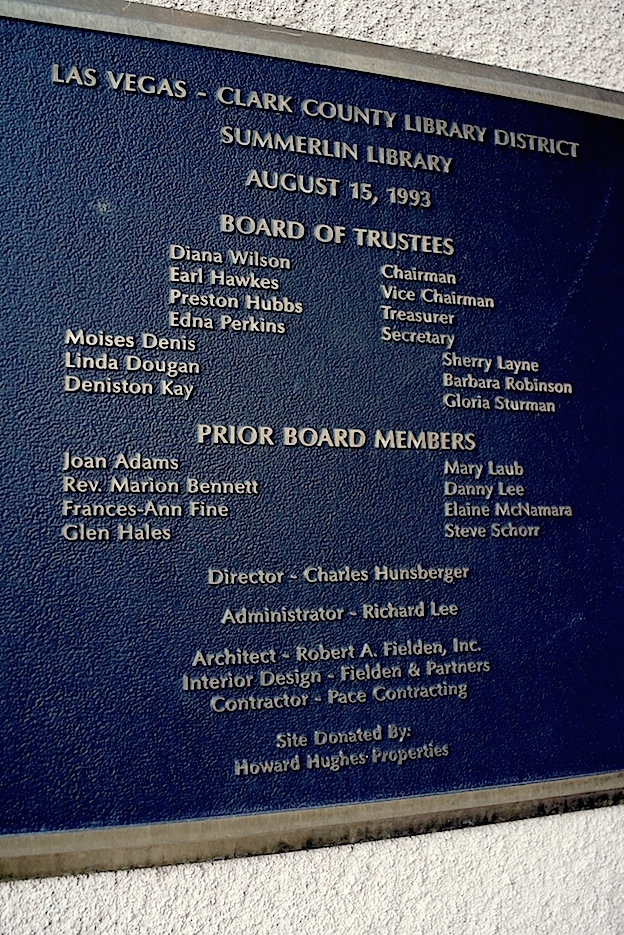 LAS VEGAS - CLARK COUNTY LIBRARY DISTRICT
SUMMERLIN LIBRARY
AUGUST 15, 1993
BOARD OF TRUSTEES
Diana Wilson Chairman
Earl Hawkes Vice Chairman
Preston Hubbs Treasurer
Edna Perkins Secretary
Moises Denis Sherry Layne
Linda Dougan Barbara Robinson
Deniston Kay Gloria Sturman
PRIOR BOARD MEMBERS
Joan Adams Mary Laub
Rev. Marion Bennett Danny Lee
Frances-Ann Fine Elaine McNamara
Glen Hales Steve Schorr
Director - Charles Hunsberger
Administrator - Richard Lee
Architect - Robert A. Fielden, Inc.
Interior Design - Fielden & Partners
Contractor - Pace Contracting
Site Donated By:
Howard Hughes Properties